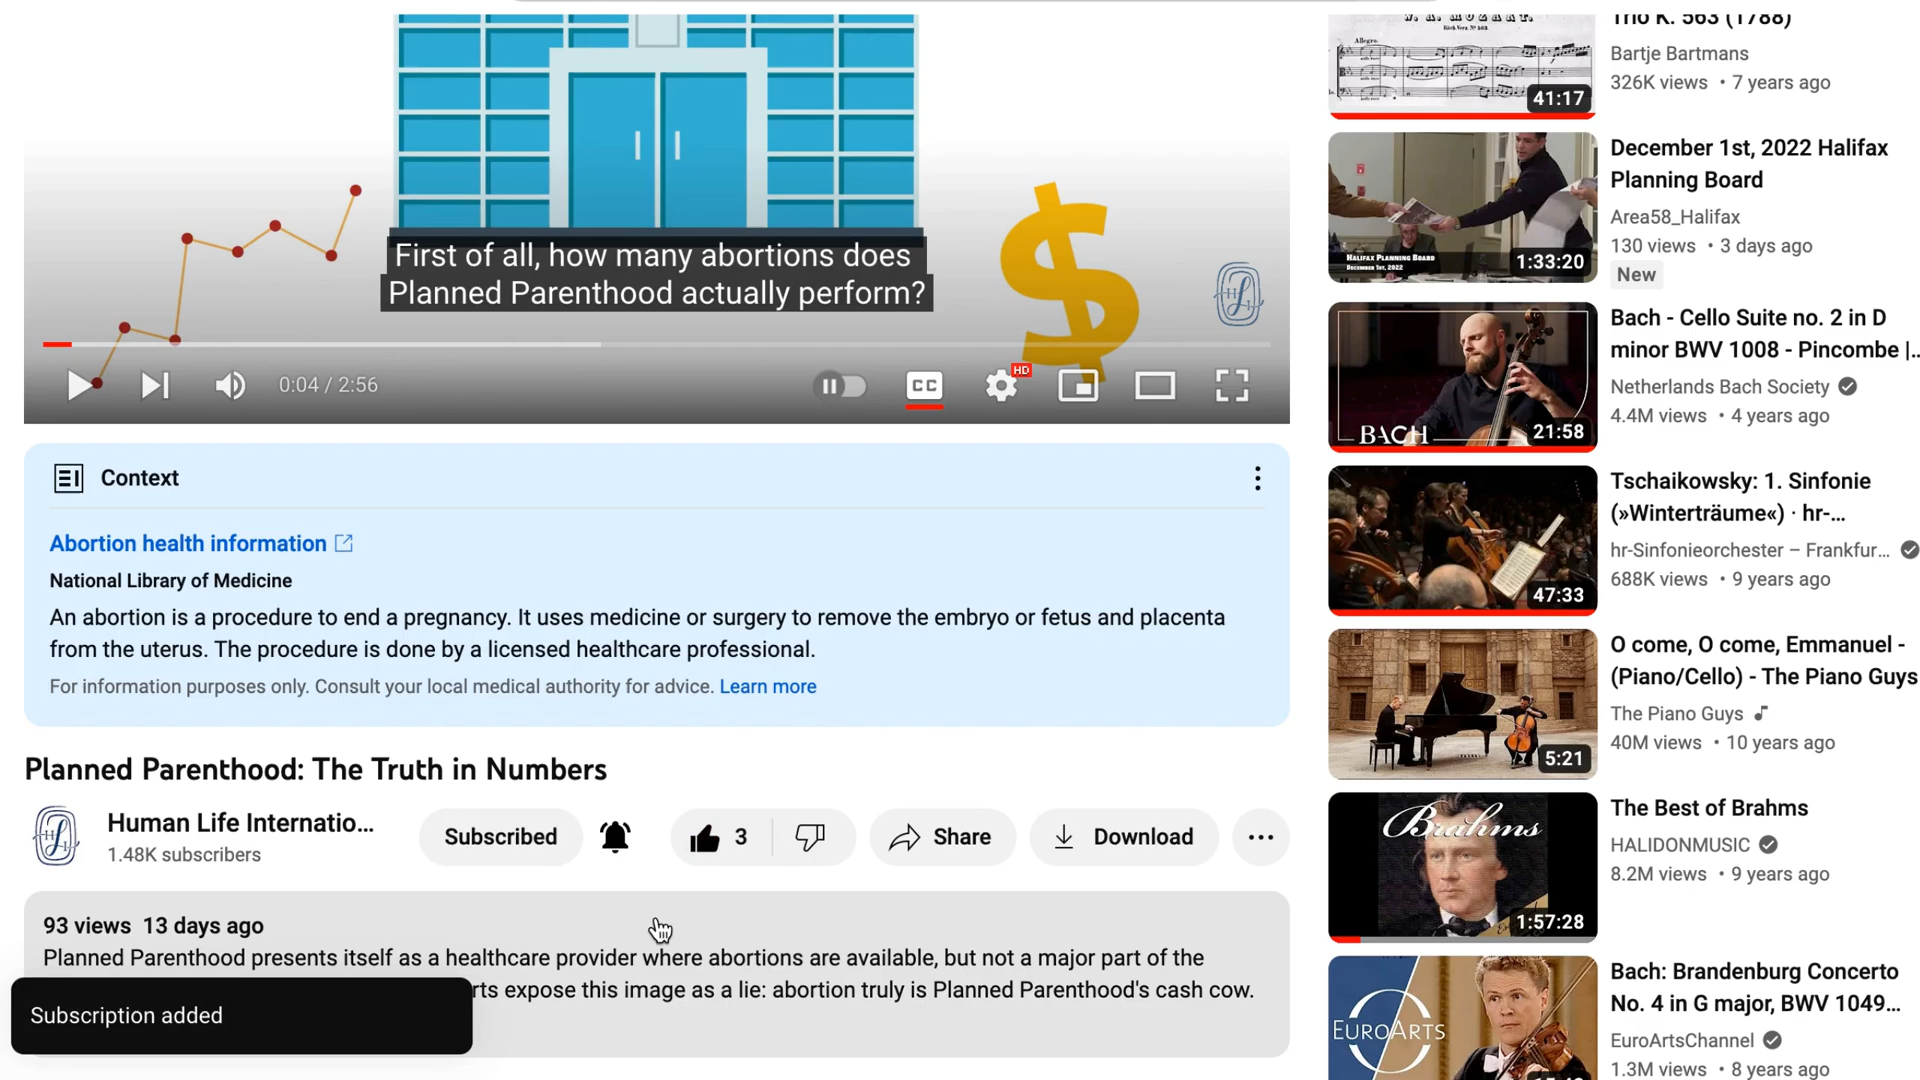 First of all, how many abortions does
Planned Parenthood actually perform?
HD
CC
0:04 / 2:56
Context
Abortion health information
National Library of Medicine
An abortion is a procedure to end a pregnancy. It uses medicine or surgery to remove the embryo or fetus and placenta
from the uterus. The procedure is done by a licensed healthcare professional.
For information purposes only. Consult your local medical authority for advice. Learn more
Planned Parenthood: The Truth in Numbers
Human Life Internatio...
1.48K subscribers
Subscribed
3
Share
Download
93 views 13 days ago
Planned Parenthood presents itself as a healthcare provider where abortions are available, but not a major part of the
rts expose this image as a lie: abortion truly is Planned Parenthood's cash cow.
Subscription added
W. A. MOZART.
Allegro.
41:17
Trio K. 563 (1788)
Bartje Bartmans
326K views • 7 years ago
HALIFAX PLANNING BOARD
DECEMBER 1ST, 2022
1:33:20
December 1st, 2022 Halifax
Planning Board
Area58_Halifax
130 views • 3 days ago
New
BACH
21:58
Bach - Cello Suite no. 2 in D
minor BWV 1008 - Pincombe |...
Netherlands Bach Society
4.4M views • 4 years ago
47:33
Tschaikowsky: 1. Sinfonie
(»Winterträume«) · hr-...
hr-Sinfonieorchester – Frankfur...
688K views • 9 years ago
5:21
O come, O come, Emmanuel -
(Piano/Cello) - The Piano Guys
The Piano Guys
40M views • 10 years ago
Brahms
1:57:28
The Best of Brahms
HALIDONMUSIC
8.2M views • 9 years ago
EUROARTS
Bach: Brandenburg Concerto
No. 4 in G major, BWV 1049...
EuroArtsChannel
1.3M views • 8 years ago